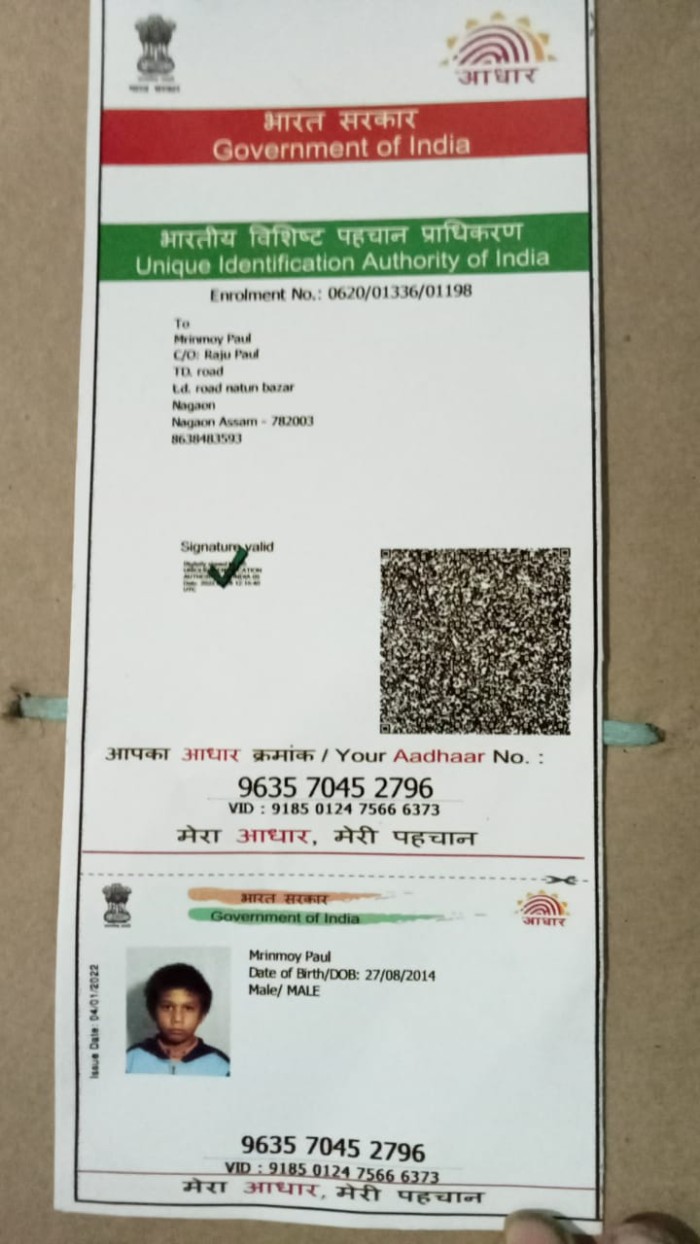 भारत सरकार
आधार
भारत सरकार
Government of India
भारतीय विशिष्ट पहचान प्राधिकरण
Unique Identification Authority of India
Enrolment No.: 0620/01336/01198
To
Mrinmoy Paul
C/O: Raju Paul
TD. road
t.d. road natun bazar
Nagaon
Nagaon Assam - 782003
8638483593
Signature valid
आपका आधार क्रमांक / Your Aadhaar No. :
9635 7045 2796
VID : 9185 0124 7566 6373
मेरा आधार, मेरी पहचान
भारत सरकार
Government of India
आधार
Issue Date: 04/01/2022
Mrinmoy Paul
Date of Birth/DOB: 27/08/2014
Male/ MALE
9635 7045 2796
VID : 9185 0124 7566 6373
मेरा आधार, मेरी पहचान